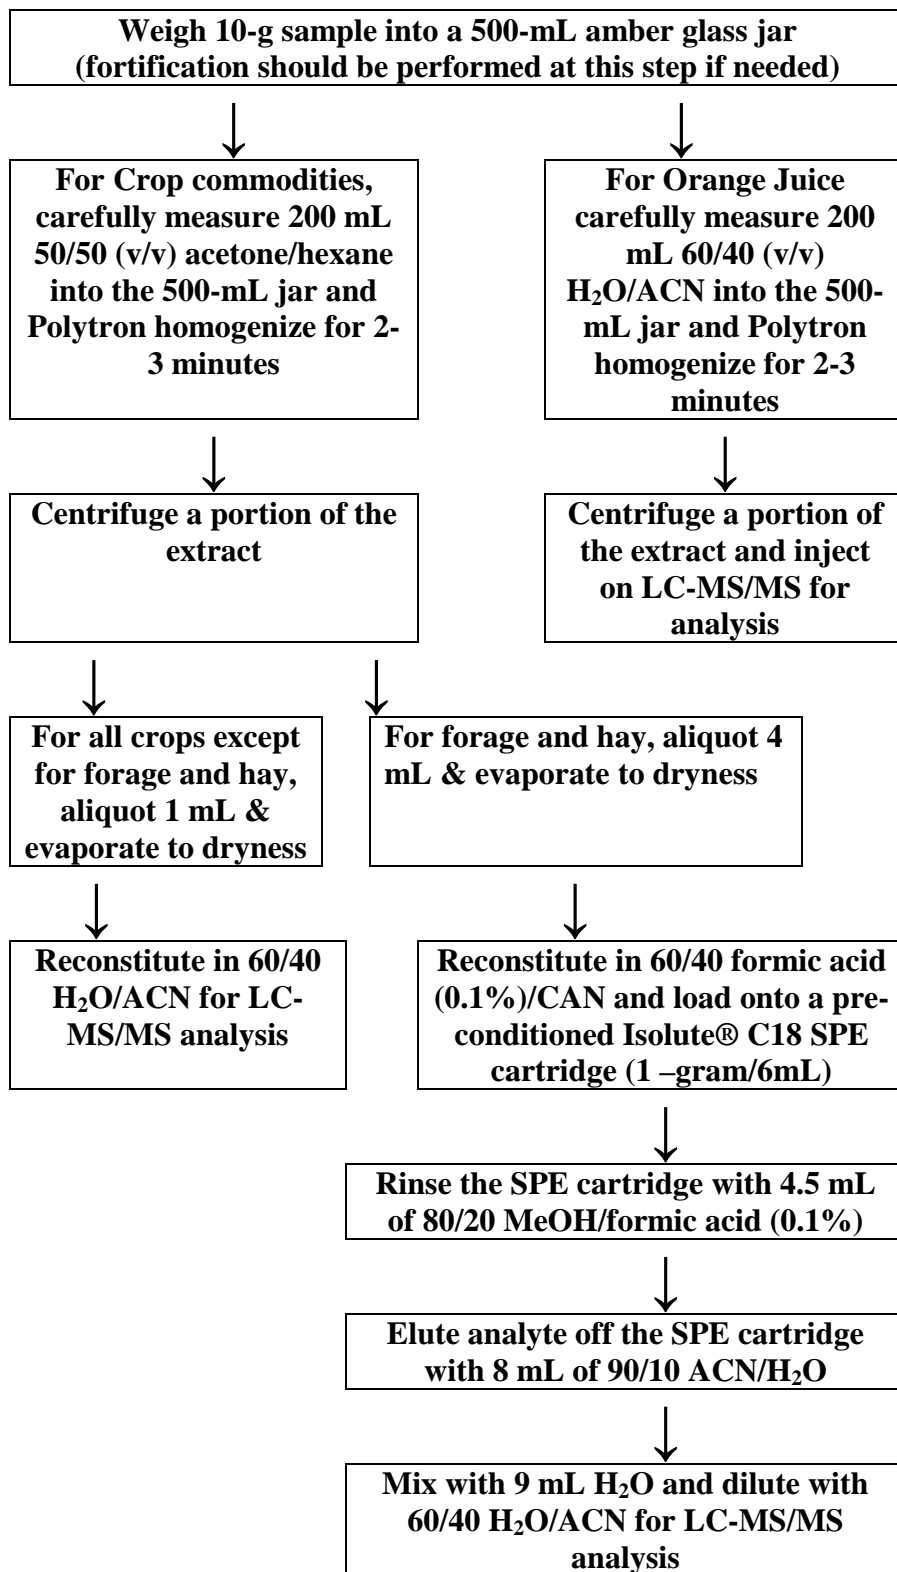 Weigh 10-g sample into a 500-mL amber glass jar
(fortification should be performed at this step if needed)
For Crop commodities,
carefully measure 200 mL
50/50 (v/v) acetone/hexane
into the 500-mL jar and
Polytron homogenize for 2-
3 minutes
For Orange Juice
carefully measure 200
mL 60/40 (v/v)
H₂O/ACN into the 500-
mL jar and Polytron
homogenize for 2-3
minutes
Centrifuge a portion of the
extract
Centrifuge a portion of
the extract and inject
on LC-MS/MS for
analysis
For all crops except
for forage and hay,
aliquot 1 mL &
evaporate to dryness
For forage and hay, aliquot 4
mL & evaporate to dryness
Reconstitute in 60/40
H₂O/ACN for LC-
MS/MS analysis
Reconstitute in 60/40 formic acid
(0.1%)/CAN and load onto a pre-
conditioned Isolute® C18 SPE
cartridge (1 –gram/6mL)
Rinse the SPE cartridge with 4.5 mL
of 80/20 MeOH/formic acid (0.1%)
Elute analyte off the SPE cartridge
with 8 mL of 90/10 ACN/H₂O
Mix with 9 mL H₂O and dilute with
60/40 H₂O/ACN for LC-MS/MS
analysis